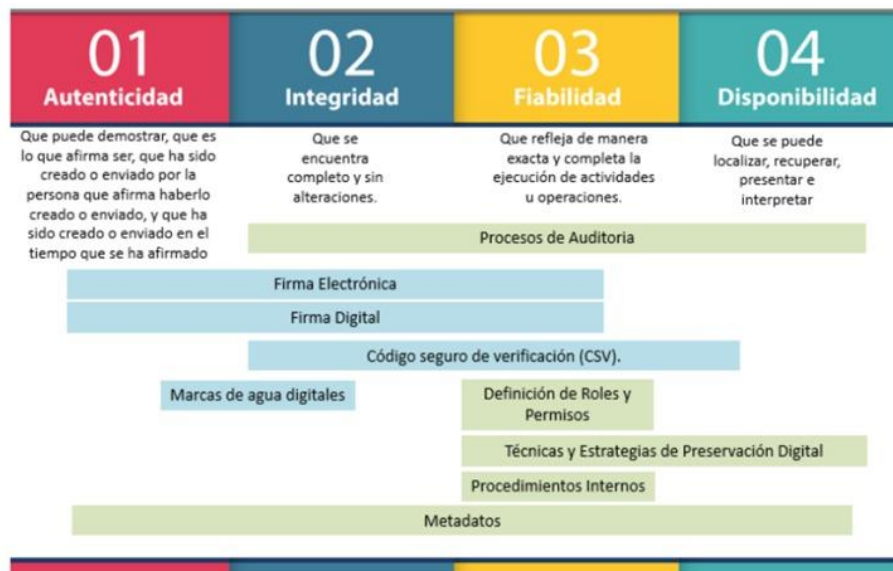 01
Autenticidad
02
Integridad
03
Fiabilidad
04
Disponibilidad
Que puede demostrar, que es
lo que afirma ser, que ha sido
creado o enviado por la
persona que afirma haberlo
creado o enviado, y que ha
sido creado o enviado en el
tiempo que se ha afirmado
Que se
encuentra
completo y sin
alteraciones.
Que refleja de manera
exacta y completa la
ejecución de actividades
u operaciones.
Que se puede
localizar, recuperar,
presentar e
interpretar
Procesos de Auditoria
Firma Electrónica
Firma Digital
Código seguro de verificación (CSV).
Marcas de agua digitales
Definición de Roles y
Permisos
Técnicas y Estrategias de Preservación Digital
Procedimientos Internos
Metadatos